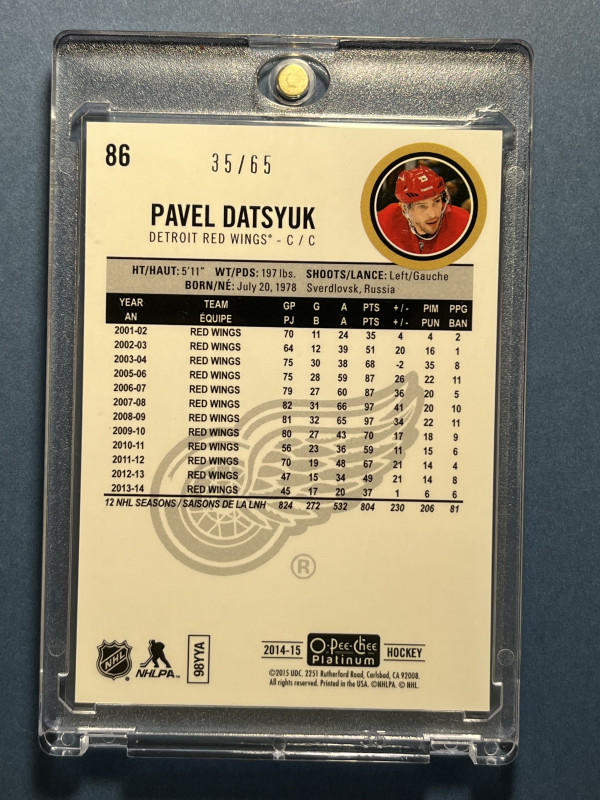 86
35/65
PAVEL DATSYUK
DETROIT RED WINGS® - C / C
HT/HAUT: 5'11" WT/PDS: 197 lbs. SHOOTS/LANCE: Left/Gauche
BORN/NÉ: July 20, 1978 Sverdlovsk, Russia
YEAR TEAM GP G A PTS +/- PIM PPG
AN ÉQUIPE PJ B A PTS +/- PUN BAN
2001-02 RED WINGS 70 11 24 35 4 4 2
2002-03 RED WINGS 64 12 39 51 20 16 1
2003-04 RED WINGS 75 30 38 68 -2 35 8
2005-06 RED WINGS 75 28 59 87 26 22 11
2006-07 RED WINGS 79 27 60 87 36 20 5
2007-08 RED WINGS 82 31 66 97 41 20 10
2008-09 RED WINGS 81 32 65 97 34 22 11
2009-10 RED WINGS 80 27 43 70 17 18 9
2010-11 RED WINGS 56 23 36 59 11 15 6
2011-12 RED WINGS 70 19 48 67 21 14 4
2012-13 RED WINGS 47 15 34 49 21 14 8
2013-14 RED WINGS 45 17 20 37 1 6 6
12 NHL SEASONS / SAISONS DE LA LNH 824 272 532 804 230 206 81
®
NHL
NHLPA
98YYA
2014-15 O-Pee-Chee Platinum HOCKEY
©2015 UDC. 2251 Rutherford Road, Carlsbad, CA 92008.
All rights reserved. Printed in the USA. ©NHLPA. © NHL.